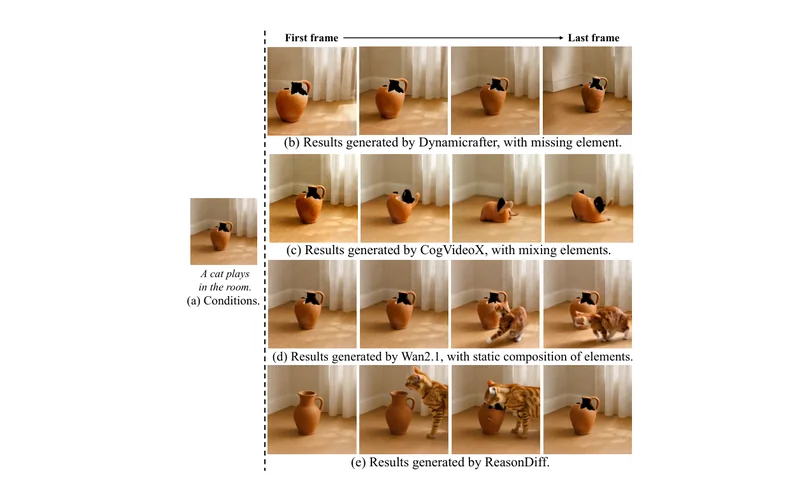 First frame
Last frame
(b) Results generated by Dynamicrafter, with missing element.
(c) Results generated by CogVideoX, with mixing elements.
A cat plays
in the room.
(a) Conditions.
(d) Results generated by Wan2.1, with static composition of elements.
(e) Results generated by ReasonDiff.